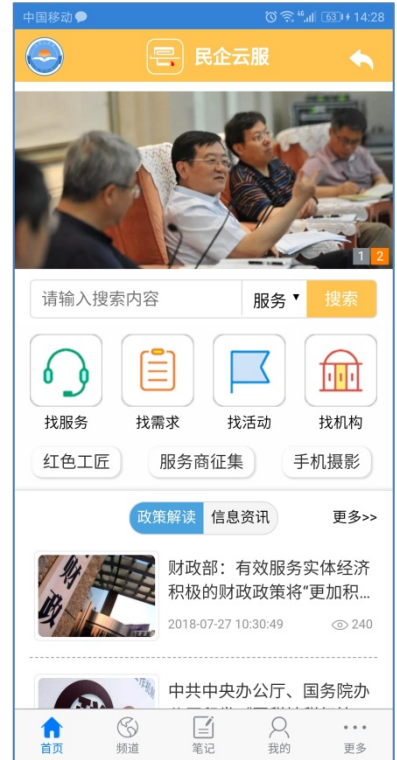 中国移动 63 14:28
民企云服
1 2
请输入搜索内容 服务 搜索
找服务 找需求 找活动 找机构
红色工匠 服务商征集 手机摄影
政策解读 信息资讯 更多>>
财政部：有效服务实体经济
积极的财政政策将“更加积...
2018-07-27 10:30:49 240
财政
中共中央办公厅、国务院办
首页 频道 笔记 我的 更多